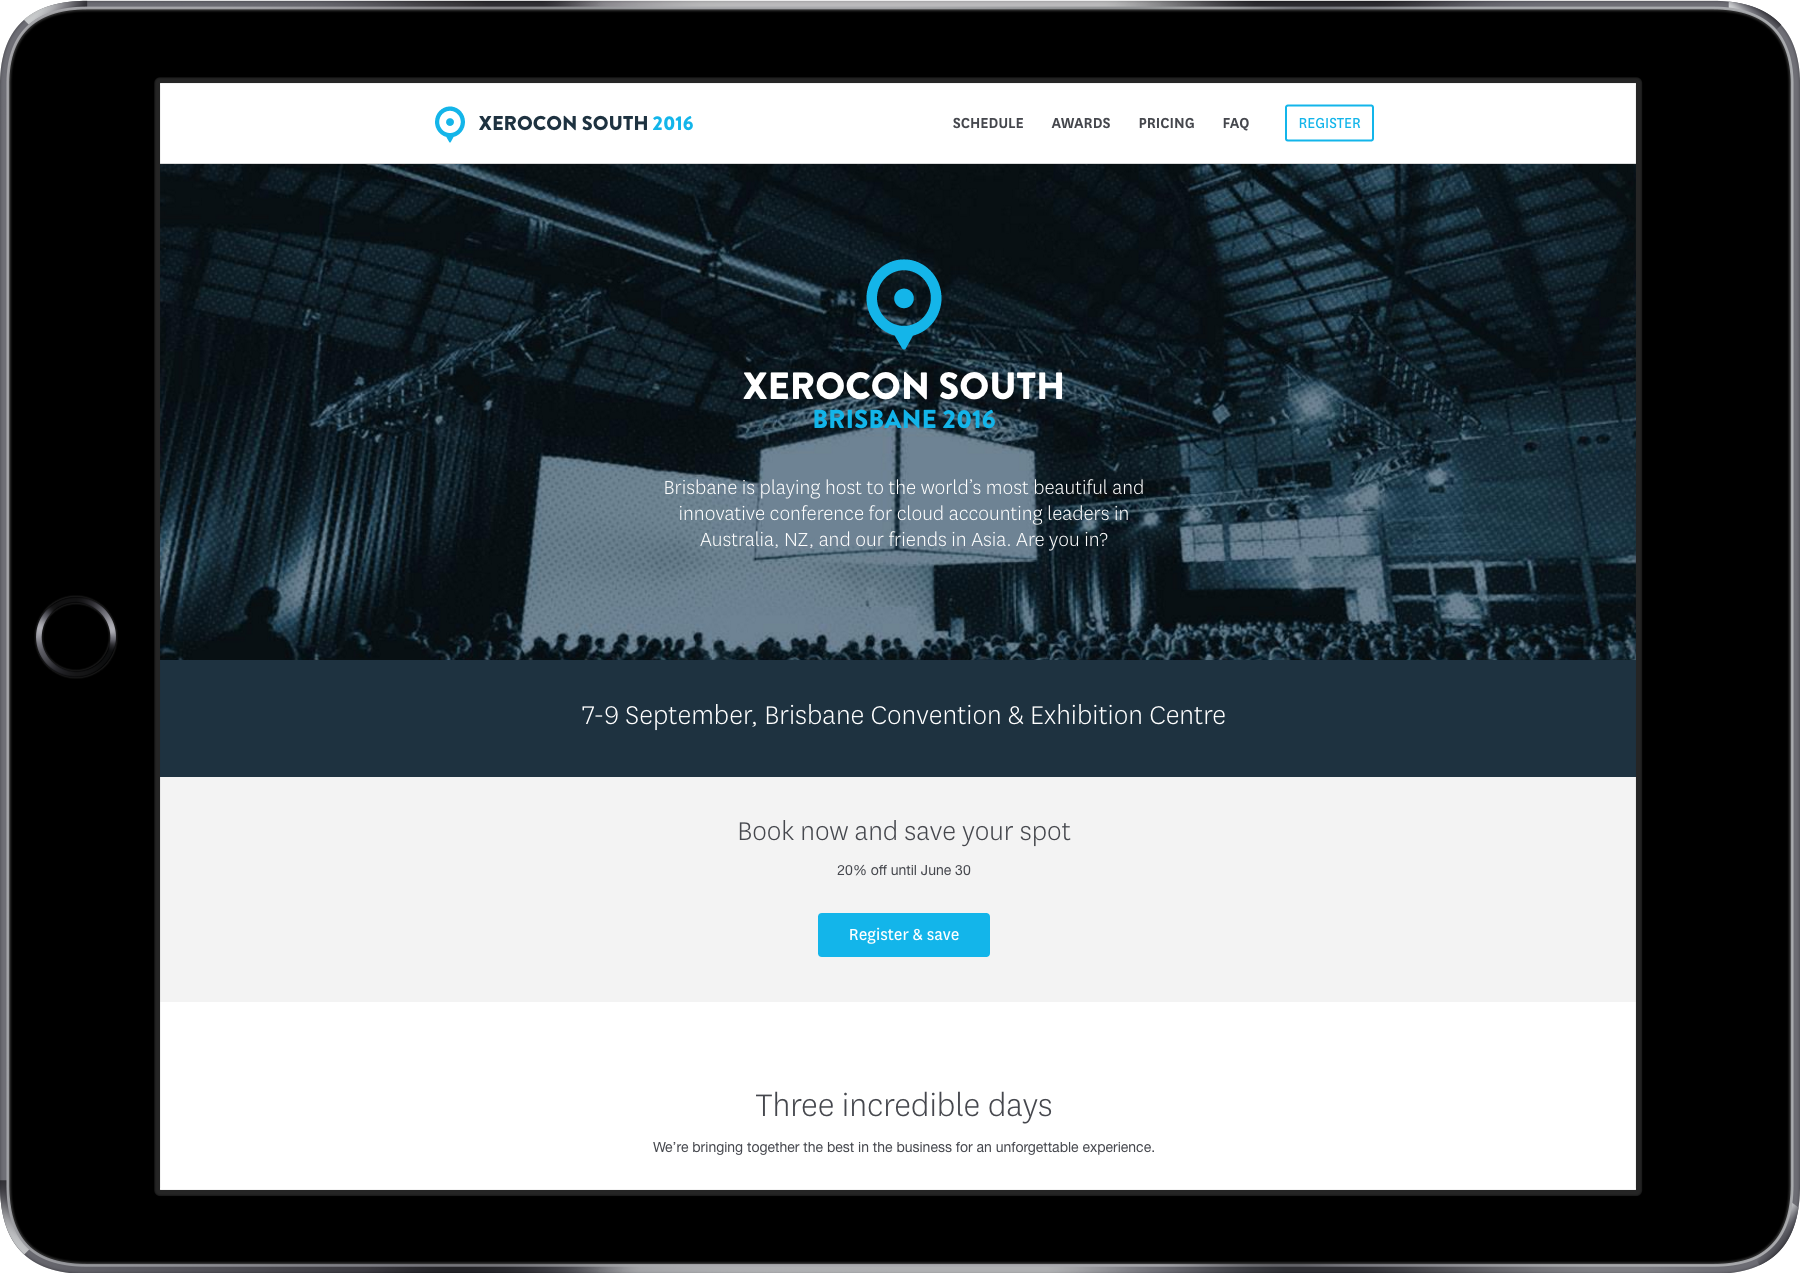 XEROCON SOUTH 2016
SCHEDULE AWARDS PRICING FAQ REGISTER
XEROCON SOUTH
BRISBANE 2016
Brisbane is playing host to the world's most beautiful and
innovative conference for cloud accounting leaders in
Australia, NZ, and our friends in Asia. Are you in?
7-9 September, Brisbane Convention & Exhibition Centre
Book now and save your spot
20% off until June 30
Register & save
Three incredible days
We're bringing together the best in the business for an unforgettable experience.